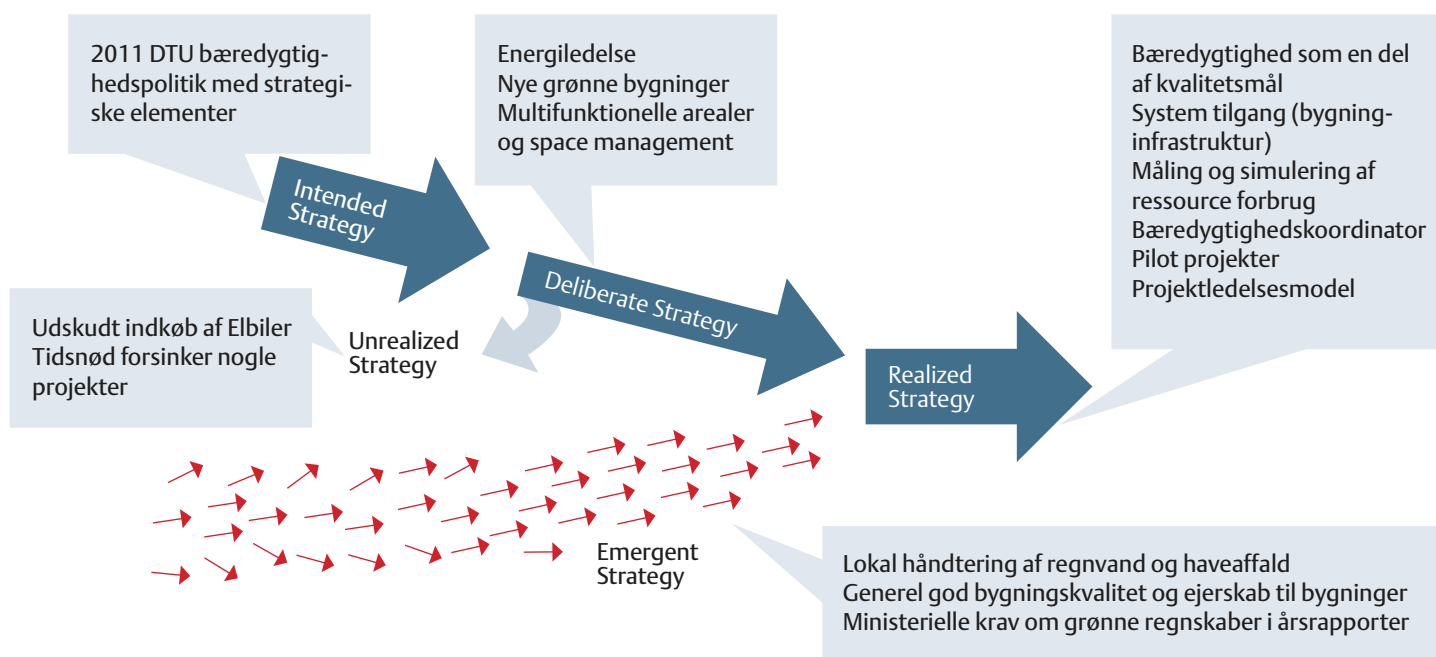 2011 DTU bæredygtig-
hedspolitik med strategi-
ske elementer
Energiledelse
Nye grønne bygninger
Multifunktionelle arealer
og space management
Bæredygtighed som en del
af kvalitetsmål
System tilgang (bygning-
infrastruktur)
Måling og simulering af
ressource forbrug
Bæredygtighedskoordinator
Pilot projekter
Projektledelsesmodel
Intended
Strategy
Deliberate Strategy
Udskudt indkøb af Elbiler
Tidsnød forsinker nogle
projekter
Unrealized
Strategy
Realized
Strategy
Emergent
Strategy
Lokal håndtering af regnvand og haveaffald
Generel god bygningskvalitet og ejerskab til bygninger
Ministerielle krav om grønne regnskaber i årsrapporter